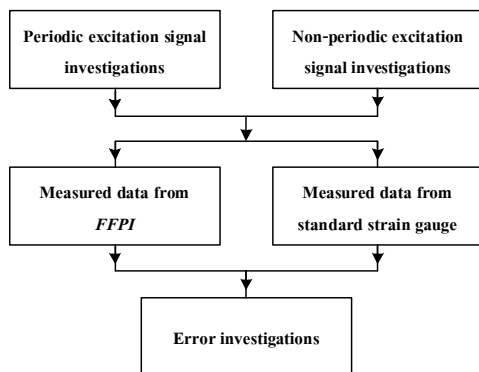 Periodic excitation signal
investigations
Non-periodic excitation
signal investigations
Measured data from
FFPI
Measured data from
standard strain gauge
Error investigations